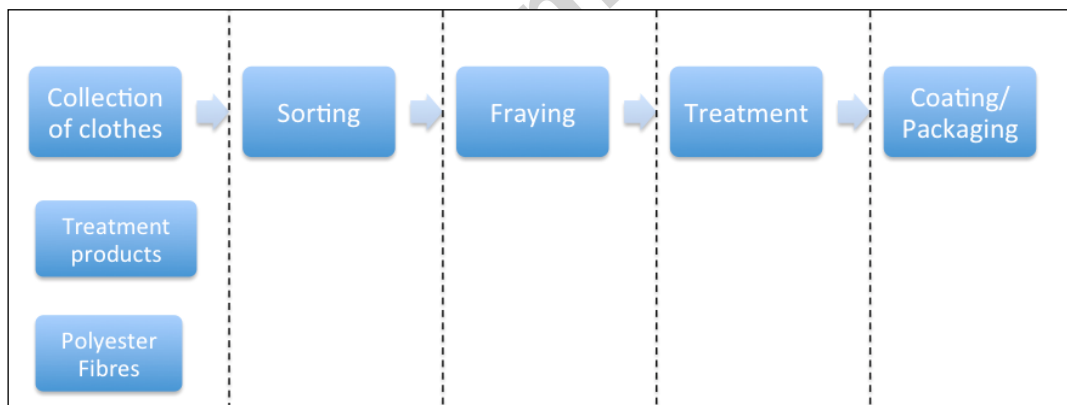 Collection
of clothes
Sorting
Fraying
Treatment
Coating/
Packaging
Treatment
products
Polyester
Fibres